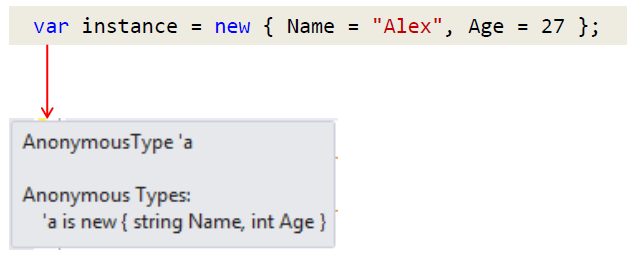 var instance = new { Name = "Alex", Age = 27 };
AnonymousType 'a
Anonymous Types:
'a is new { string Name, int Age }